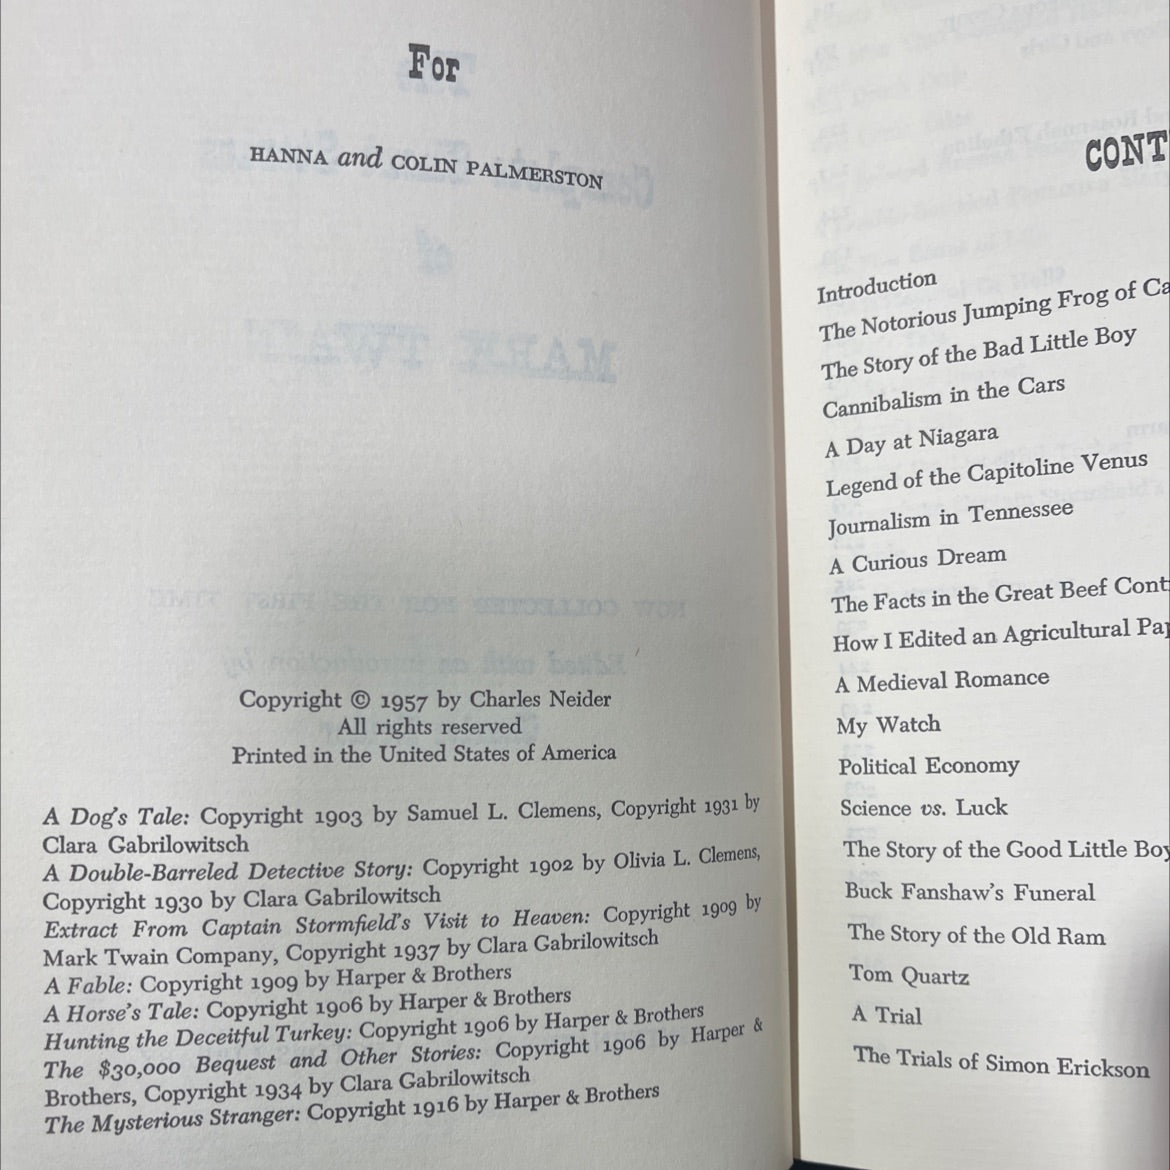 For
HANNA and COLIN PALMERSTON
Copyright © 1957 by Charles Neider
All rights reserved
Printed in the United States of America
A Dog's Tale: Copyright 1903 by Samuel L. Clemens, Copyright 1931 by
Clara Gabrilowitsch
A Double-Barreled Detective Story: Copyright 1902 by Olivia L. Clemens,
Copyright 1930 by Clara Gabrilowitsch
Extract From Captain Stormfield's Visit to Heaven: Copyright 1909 by
Mark Twain Company, Copyright 1937 by Clara Gabrilowitsch
A Fable: Copyright 1909 by Harper & Brothers
A Horse's Tale: Copyright 1906 by Harper & Brothers
Hunting the Deceitful Turkey: Copyright 1906 by Harper & Brothers
The $30,000 Bequest and Other Stories: Copyright 1906 by Harper &
Brothers, Copyright 1934 by Clara Gabrilowitsch
The Mysterious Stranger: Copyright 1916 by Harper & Brothers
CONT
Introduction
The Notorious Jumping Frog of Ca
The Story of the Bad Little Boy
Cannibalism in the Cars
A Day at Niagara
Legend of the Capitoline Venus
Journalism in Tennessee
A Curious Dream
The Facts in the Great Beef Cont
How I Edited an Agricultural Pap
A Medieval Romance
My Watch
Political Economy
Science vs. Luck
The Story of the Good Little Boy
Buck Fanshaw's Funeral
The Story of the Old Ram
Tom Quartz
A Trial
The Trials of Simon Erickson